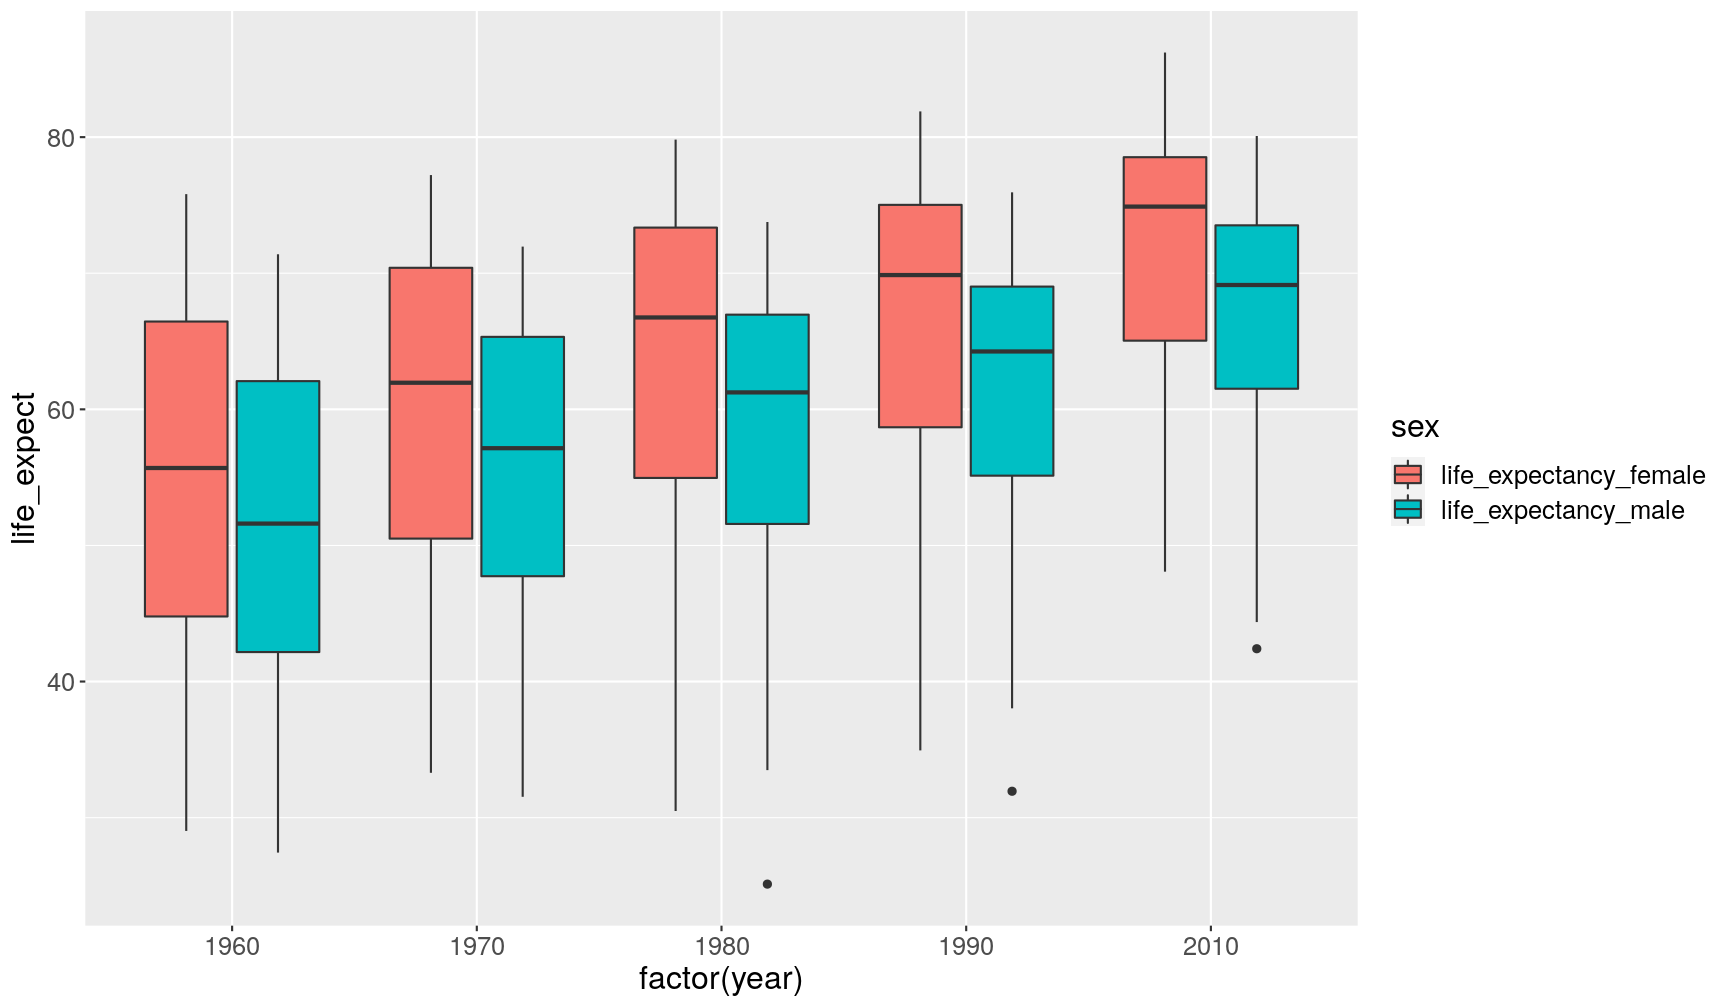 80
60
40
life_expect
1960 1970 1980 1990 2010
factor(year)
sex
life_expectancy_female
life_expectancy_male